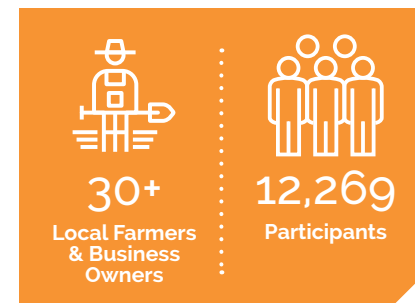 30+
Local Farmers
& Business
Owners
12,269
Participants